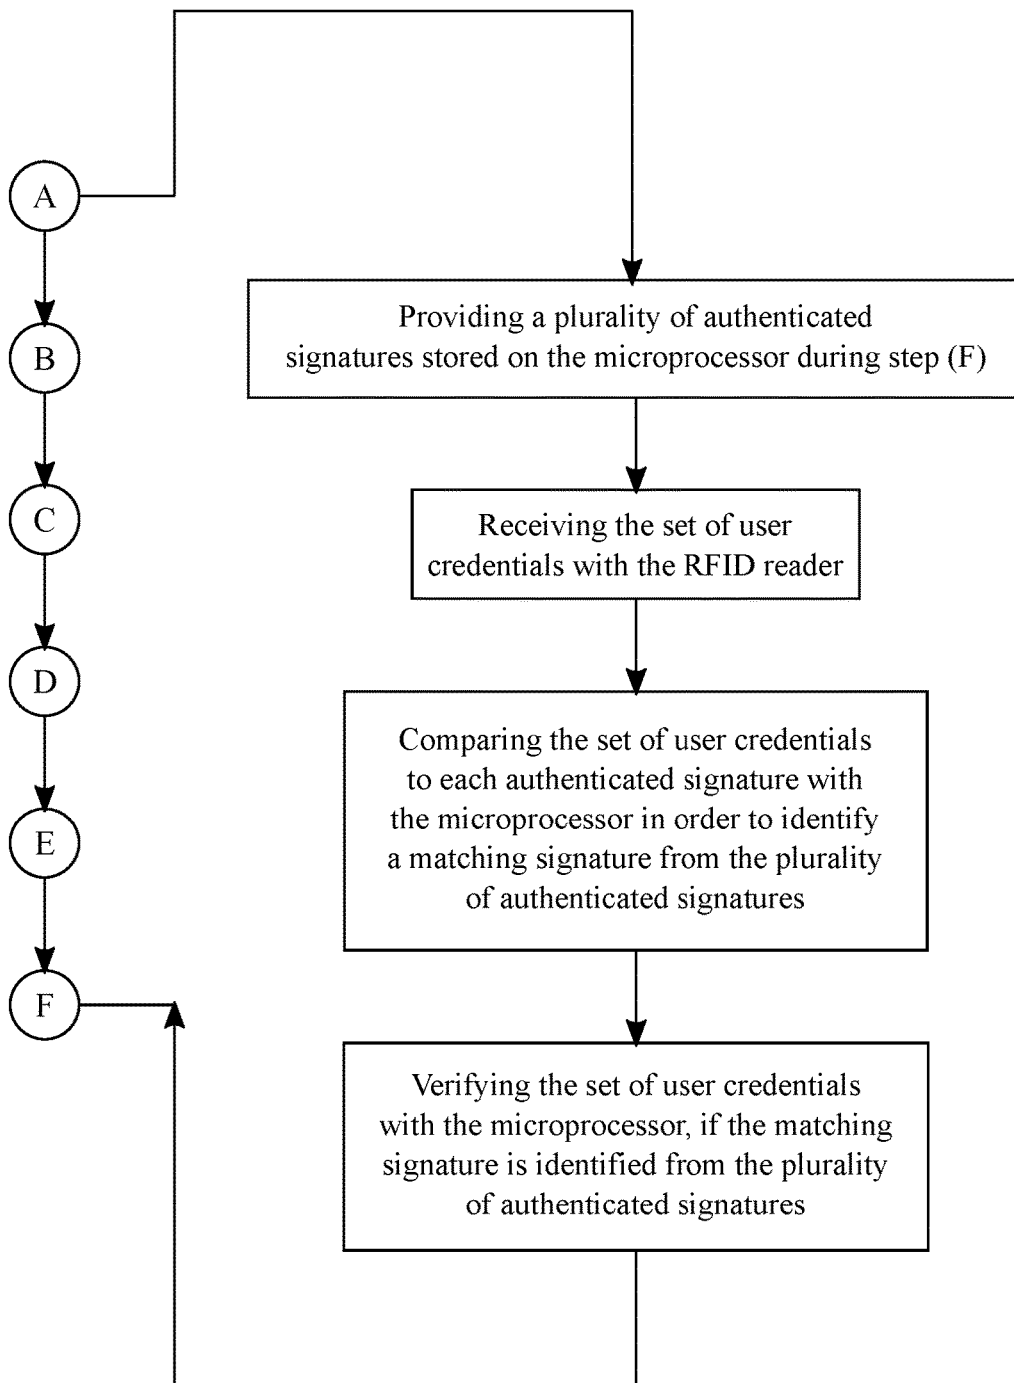 A
B
C
D
E
F
Providing a plurality of authenticated
signatures stored on the microprocessor during step (F)
Receiving the set of user
credentials with the RFID reader
Comparing the set of user credentials
to each authenticated signature with
the microprocessor in order to identify
a matching signature from the plurality
of authenticated signatures
Verifying the set of user credentials
with the microprocessor, if the matching
signature is identified from the plurality
of authenticated signatures